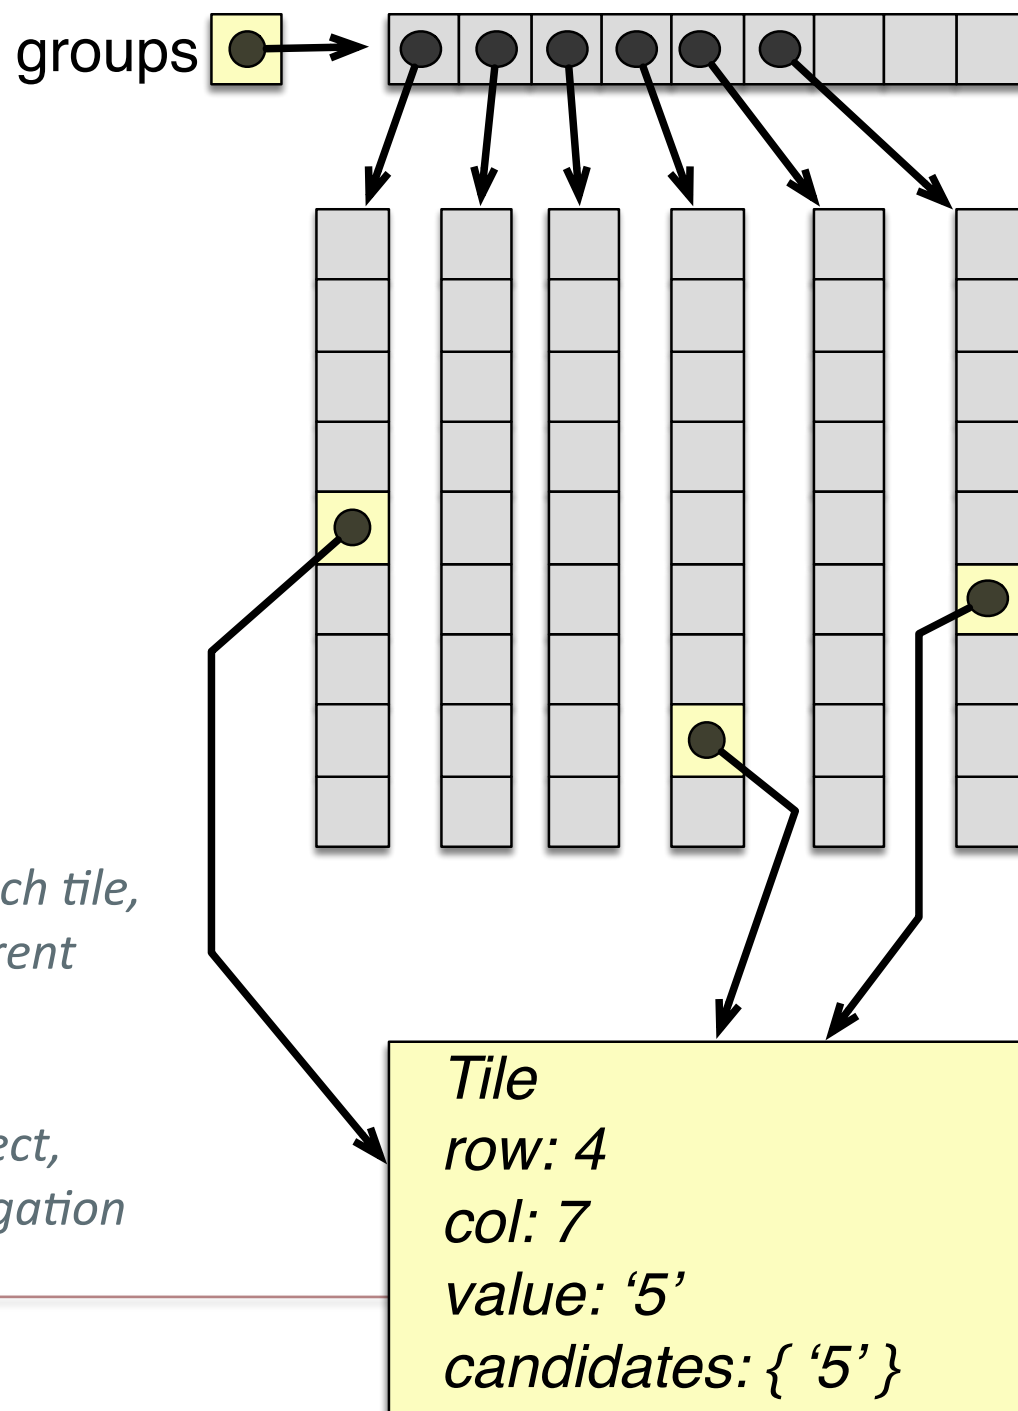 groups
ch tile,
rent
ect,
gation
Tile
row: 4
col: 7
value: ‘5’
candidates: { ‘5’ }